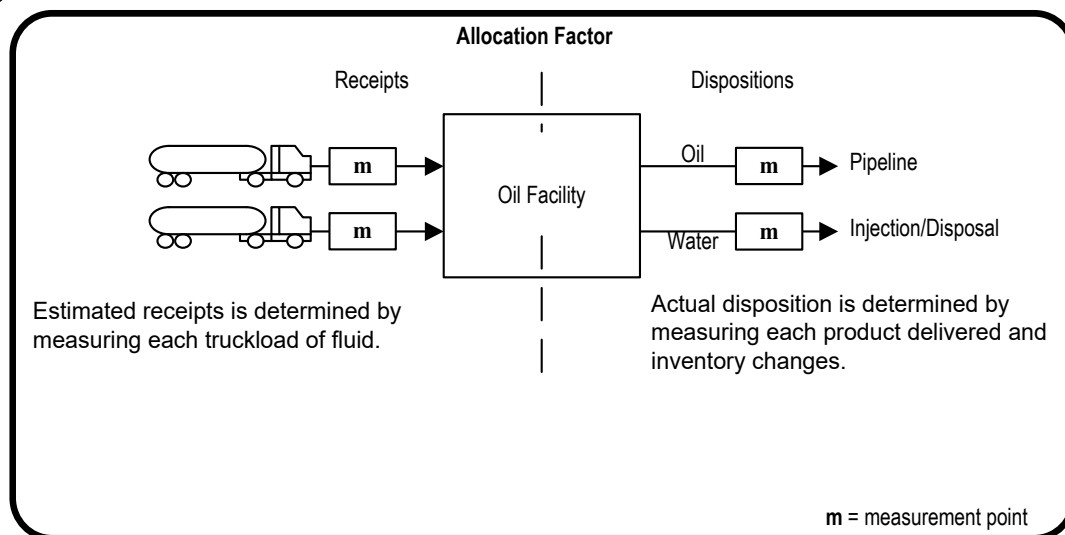 Allocation Factor
Receipts
Dispositions
m
Oil
m
Pipeline
Oil Facility
m
Water
m
Injection/Disposal
Estimated receipts is determined by
measuring each truckload of fluid.
Actual disposition is determined by
measuring each product delivered and
inventory changes.
m = measurement point